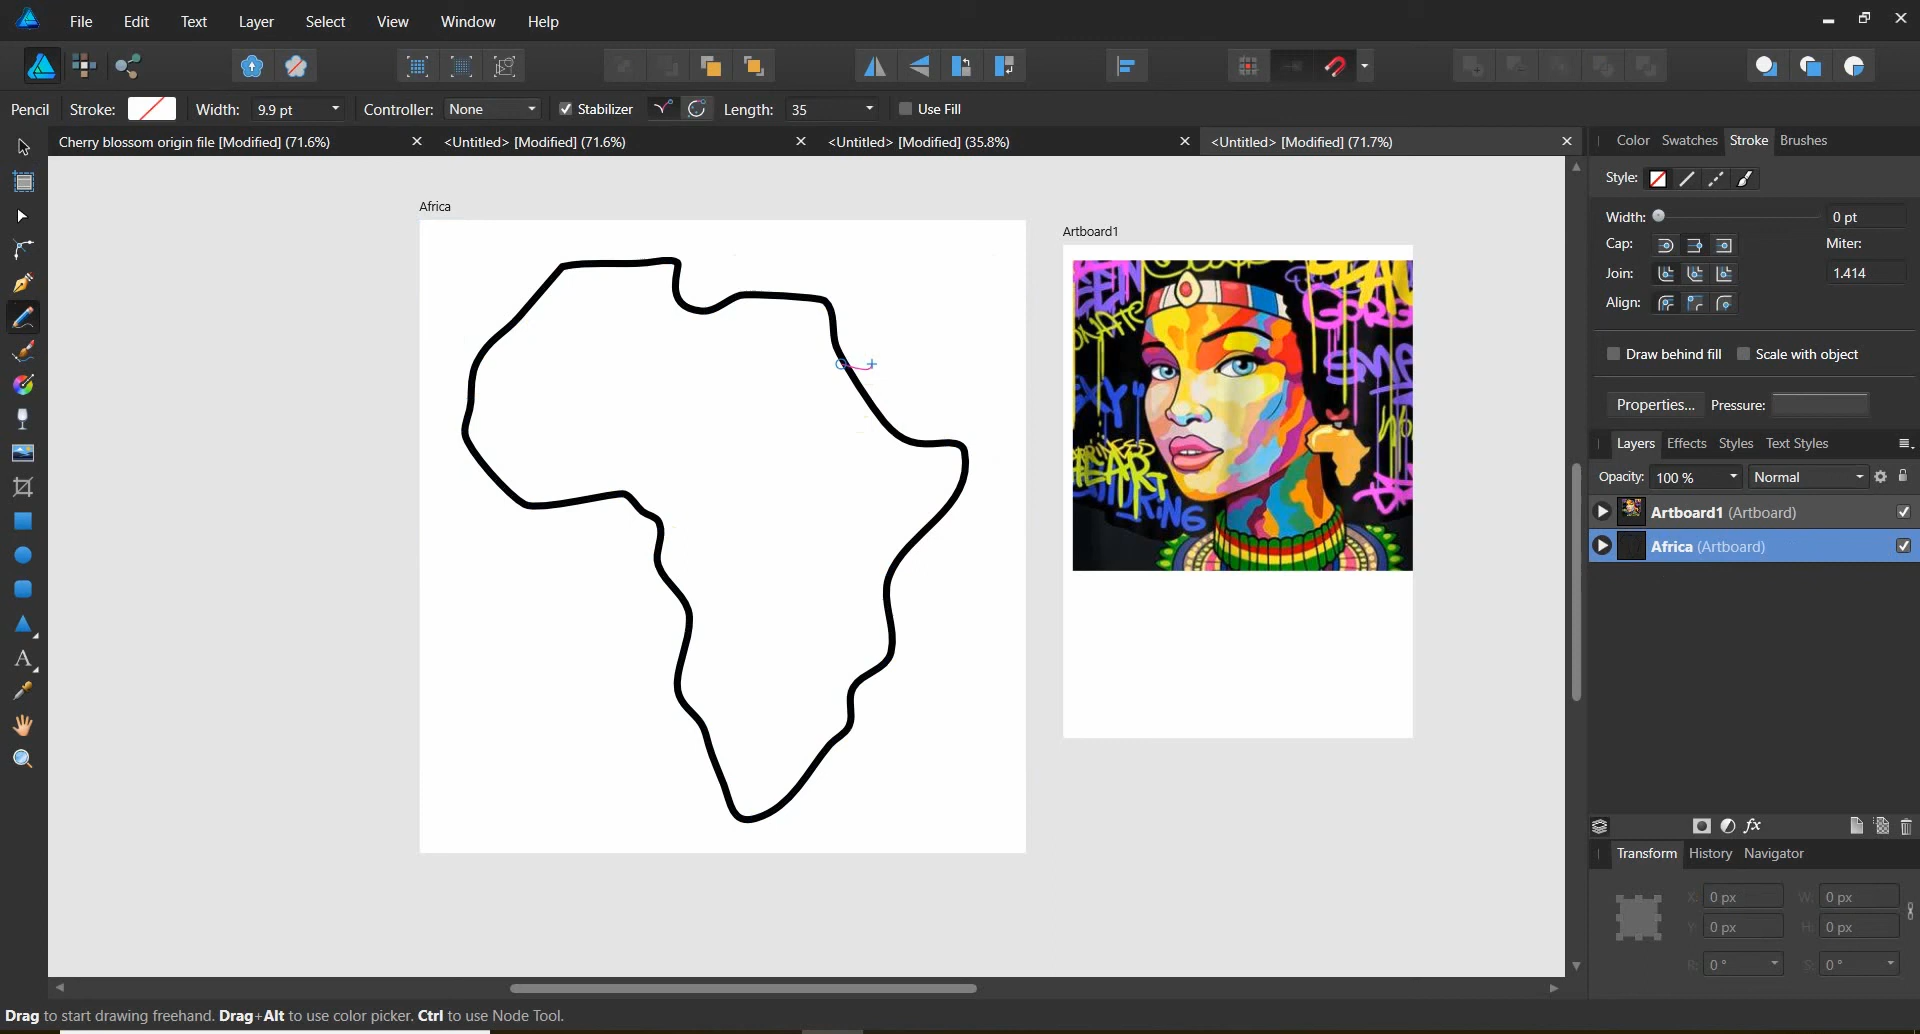 File Edit Text Layer Select View Window Help
Pencil Stroke: Width: 9.9 pt Controller: None Stabilizer Length: 35 Use Fill
Cherry blossom origin file [Modified] (71.6%) <Untitled> [Modified] (71.6%) <Untitled> [Modified] (35.8%) <Untitled> [Modified] (71.7%)
Color Swatches Stroke Brushes
Style:
Width: 0 pt
Cap: Miter:
Join: 1.414
Align:
Draw behind fill Scale with object
Properties... Pressure:
Layers Effects Styles Text Styles
Opacity: 100 % Normal
Artboard1 (Artboard)
Africa (Artboard)
Africa
Artboard1
Transform History Navigator
X: 0 px W: 0 px
Y: 0 px H: 0 px
R: 0 ° S: 0 °
Drag to start drawing freehand. Drag+Alt to use color picker. Ctrl to use Node Tool.